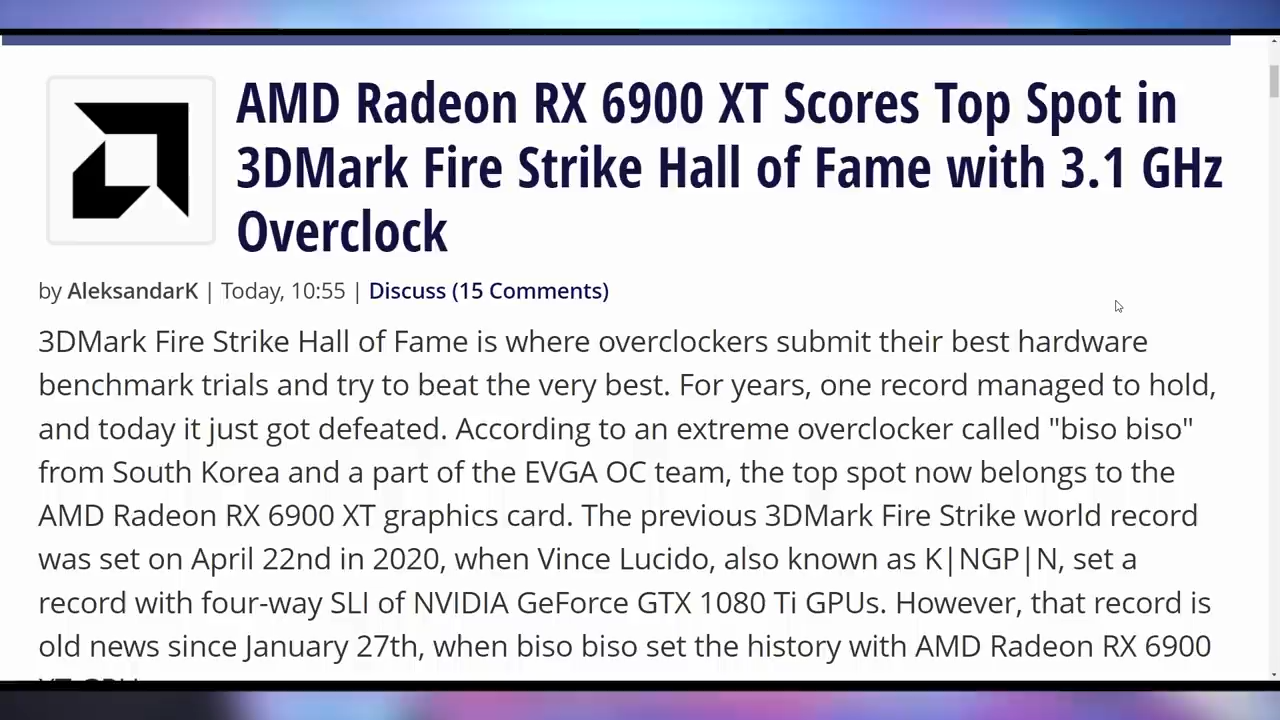 AMD Radeon RX 6900 XT Scores Top Spot in
3DMark Fire Strike Hall of Fame with 3.1 GHz
Overclock
by AleksandarK | Today, 10:55 | Discuss (15 Comments)
3DMark Fire Strike Hall of Fame is where overclockers submit their best hardware
benchmark trials and try to beat the very best. For years, one record managed to hold,
and today it just got defeated. According to an extreme overclocker called "biso biso"
from South Korea and a part of the EVGA OC team, the top spot now belongs to the
AMD Radeon RX 6900 XT graphics card. The previous 3DMark Fire Strike world record
was set on April 22nd in 2020, when Vince Lucido, also known as K|NGP|N, set a
record with four-way SLI of NVIDIA GeForce GTX 1080 Ti GPUs. However, that record is
old news since January 27th, when biso biso set the history with AMD Radeon RX 6900